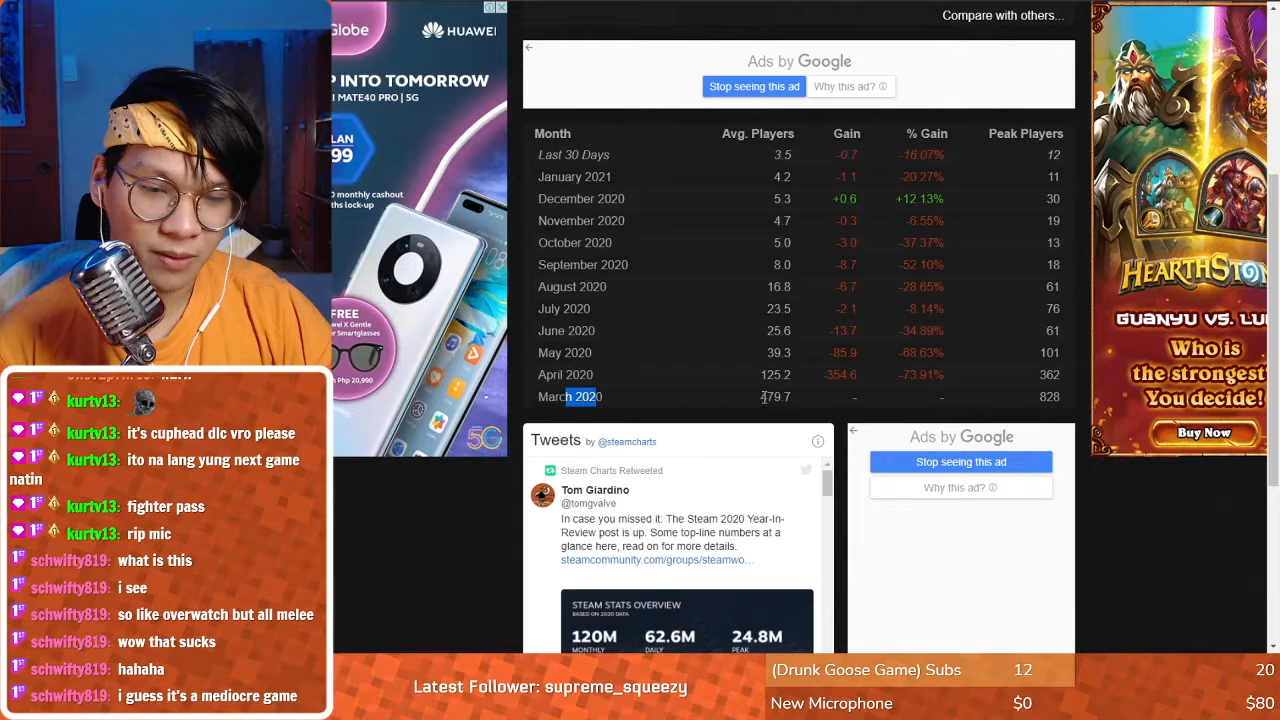 Globe
HUAWEI
P INTO TOMORROW
I MATE40 PRO | 5G
LAN
99
0 monthly cashout
ths lock-up
FREE
wei X Gentle
r Smartglasses
Php 20,990
5G
Compare with others...
Ads by Google
Stop seeing this ad
Why this ad?
Month Avg. Players Gain % Gain Peak Players
Last 30 Days 3.5 -0.7 -16.07% 12
January 2021 4.2 -1.1 -20.27% 11
December 2020 5.3 +0.6 +12.13% 30
November 2020 4.7 -0.3 -6.55% 19
October 2020 5.0 -3.0 -37.37% 13
September 2020 8.0 -8.7 -52.10% 18
August 2020 16.8 -6.7 -28.65% 61
July 2020 23.5 -2.1 -8.14% 76
June 2020 25.6 -13.7 -34.89% 61
May 2020 39.3 -85.9 -68.63% 101
April 2020 125.2 -354.6 -73.91% 362
March 2020 479.7 - - 828
Tweets by @steamcharts
Steam Charts Retweeted
Tom Giardino
@tomgvalve
In case you missed it: The Steam 2020 Year-In-
Review post is up. Some top-line numbers at a
glance here, read on for more details.
steamcommunity.com/groups/steamwo…
STEAM STATS OVERVIEW
BASED ON 2020 DATA
120M 62.6M 24.8M
MONTHLY DAILY PEAK
Ads by Google
Stop seeing this ad
Why this ad?
HEARTHSTO
GUANYU VS. LU
Who is
the strongest
You decide!
Buy Now
kurtv13:
kurtv13: it's cuphead dlc vro please
kurtv13: ito na lang yung next game
natin
kurtv13: fighter pass
kurtv13: rip mic
schwifty819: what is this
schwifty819: i see
schwifty819: so like overwatch but all melee
schwifty819: wow that sucks
schwifty819: hahaha
schwifty819: i guess it's a mediocre game
Latest Follower: supreme_squeezy
(Drunk Goose Game) Subs 12 20
New Microphone $0 $80